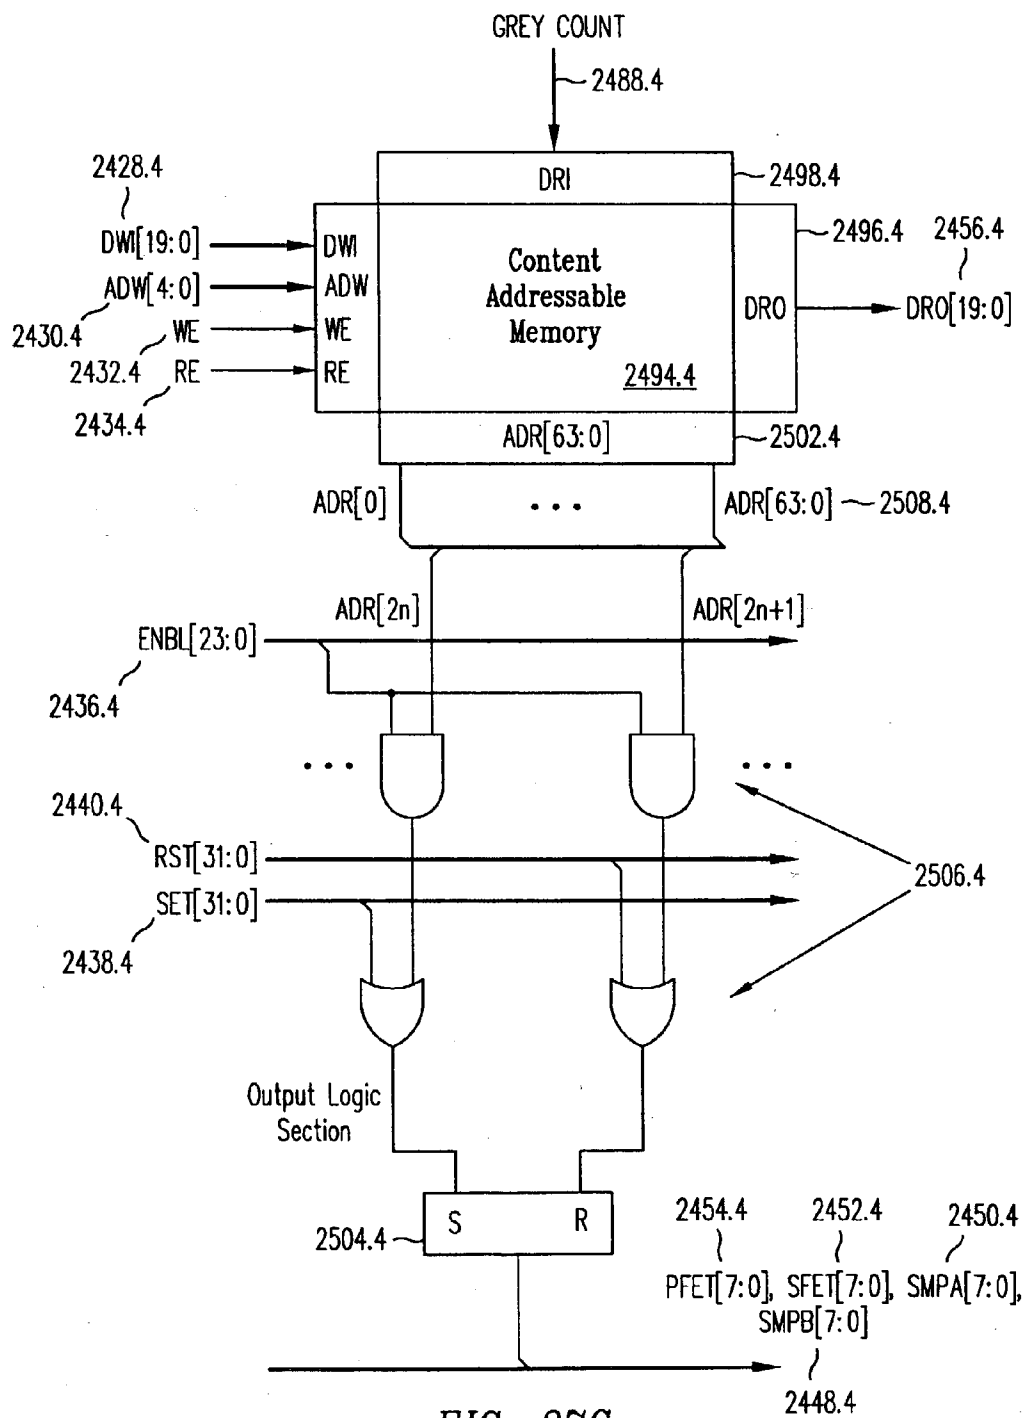 GREY COUNT
2488.4
2428.4
DRI
2498.4
DWI[19:0]
DWI
2496.4
2456.4
ADW[4:0]
ADW
Content
Addressable
Memory
DRO
DRO[19:0]
2430.4
WE
WE
2432.4
RE
RE
2494.4
2434.4
ADR[63:0]
2502.4
ADR[0]
• • •
ADR[63:0]
2508.4
ADR[2n]
ADR[2n+1]
ENBL[23:0]
2436.4
• • •
• • •
2440.4
RST[31:0]
2506.4
SET[31:0]
2438.4
Output Logic
Section
2504.4
S
R
2454.4
2452.4
2450.4
PFET[7:0], SFET[7:0], SMPA[7:0],
SMPB[7:0]
2448.4